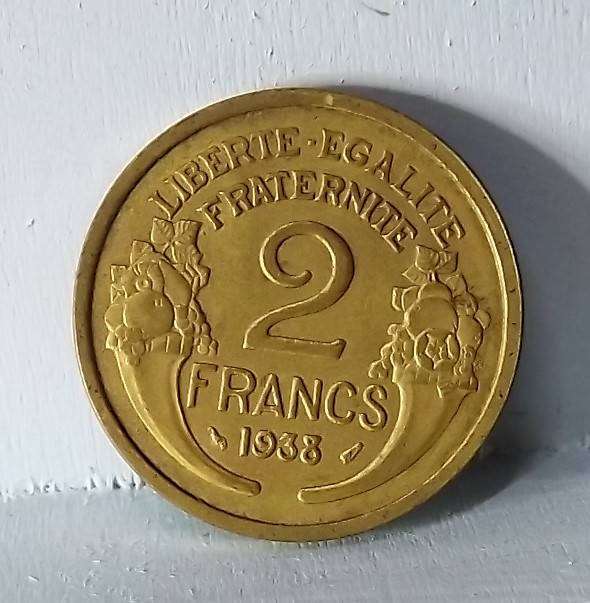 LIBERTE-EGALITE
FRATERNITE
2
FRANCS
1938